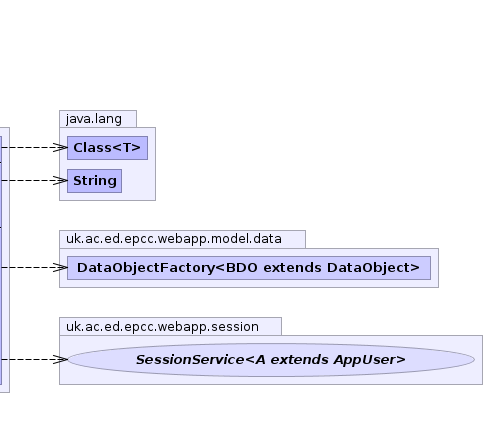 java.lang
Class<T>
String
uk.ac.ed.epcc.webapp.model.data
DataObjectFactory<BDO extends DataObject>
uk.ac.ed.epcc.webapp.session
SessionService<A extends AppUser>